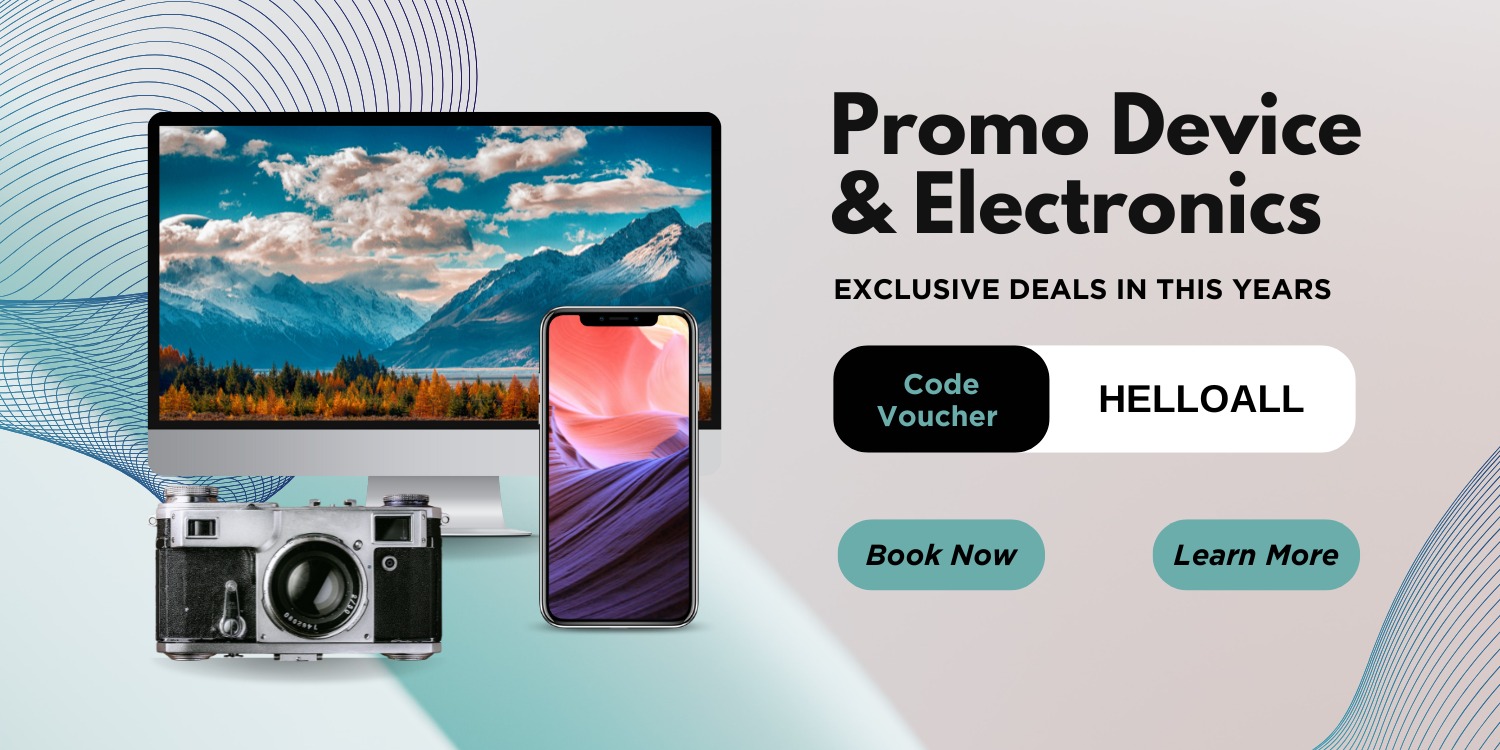 Promo Device
& Electronics
EXCLUSIVE DEALS IN THIS YEARS
Code
Voucher
HELLOALL
Book Now
Learn More